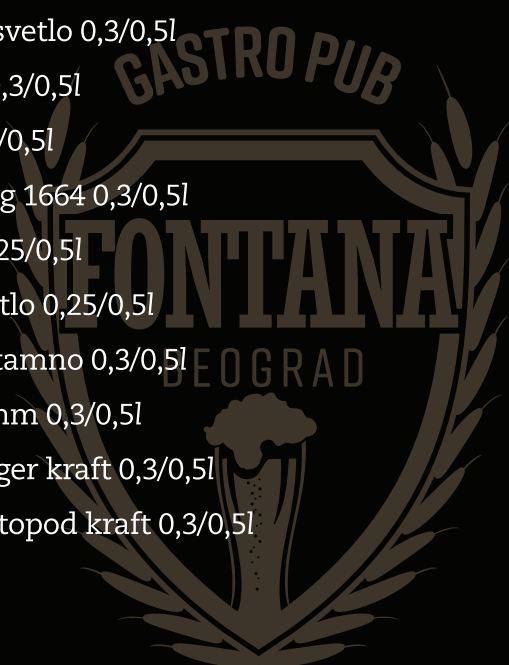 GASTRO PUB
FONTANA
BEOGRAD
svetlo 0,3/0,5l
,3/0,5l
/0,5l
g 1664 0,3/0,5l
25/0,5l
tlo 0,25/0,5l
tamno 0,3/0,5l
nm 0,3/0,5l
ger kraft 0,3/0,5l
topod kraft 0,3/0,5l